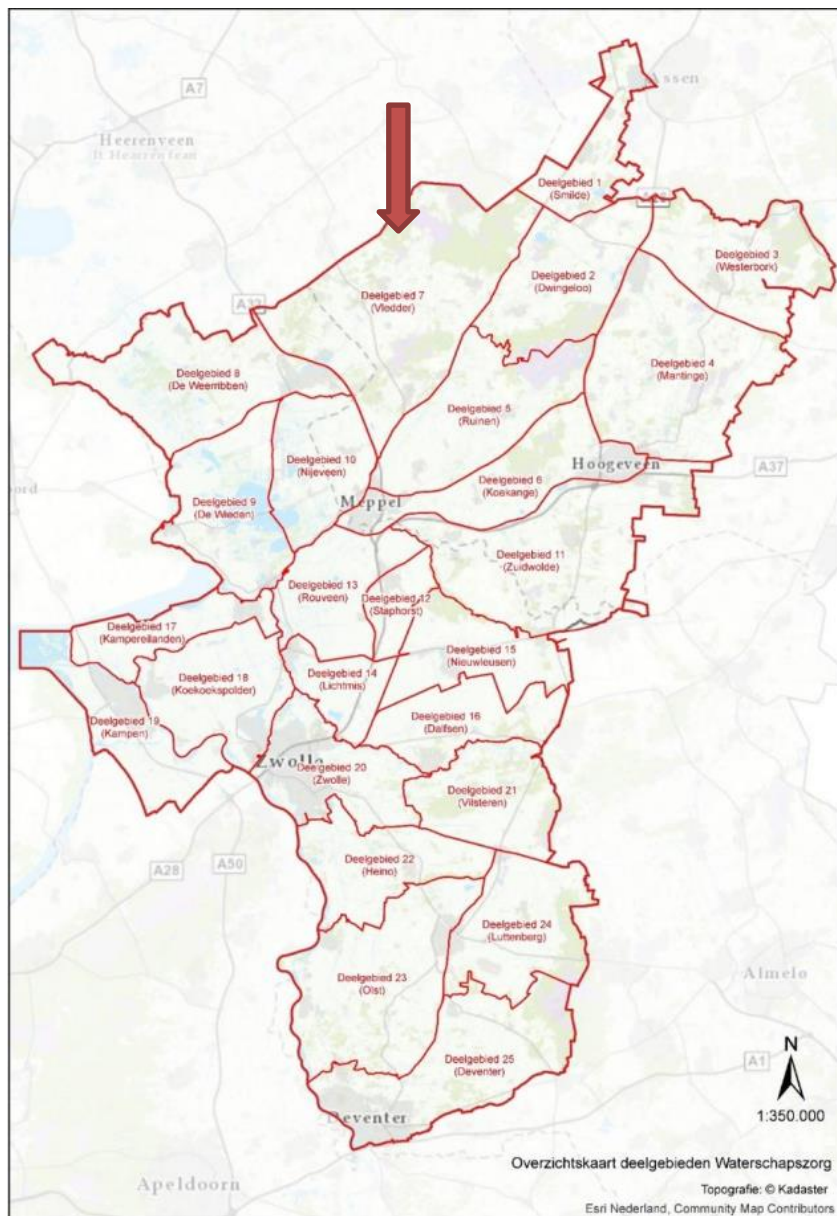 Assen
A7
Heerenveen
It Hearrenfean
Deelgebied 1
(Smilde)
Deelgebied 3
(Westerbork)
Deelgebied 2
(Dwingeloo)
Deelgebied 7
(Vledder)
Deelgebied 8
(De Weerribben)
Deelgebied 4
(Mantinge)
Deelgebied 5
(Ruinen)
Deelgebied 10
(Nijeveen)
Hoogeveen
A37
Deelgebied 6
(Koekange)
Deelgebied 9
(De Wieden)
Meppel
Deelgebied 11
(Zuidwolde)
Deelgebied 13
(Rouveen)
Deelgebied 12
(Staphorst)
Deelgebied 17
(Kampereilanden)
Deelgebied 15
(Nieuwleusen)
Deelgebied 18
(Koekoekspolder)
Deelgebied 14
(Lichtmis)
Deelgebied 19
(Kampen)
Deelgebied 16
(Dalfsen)
Zwolle
Deelgebied 20
(Zwolle)
Deelgebied 21
(Vilsteren)
A28
A50
Deelgebied 22
(Heino)
Deelgebied 24
(Luttenberg)
Almelo
Deelgebied 23
(Olst)
Deelgebied 25
(Deventer)
A1
N
1:350.000
Deventer
Overzichtskaart deelgebieden Waterschapszorg
Apeldoorn
Topografie: © Kadaster
Esri Nederland, Community Map Contributors